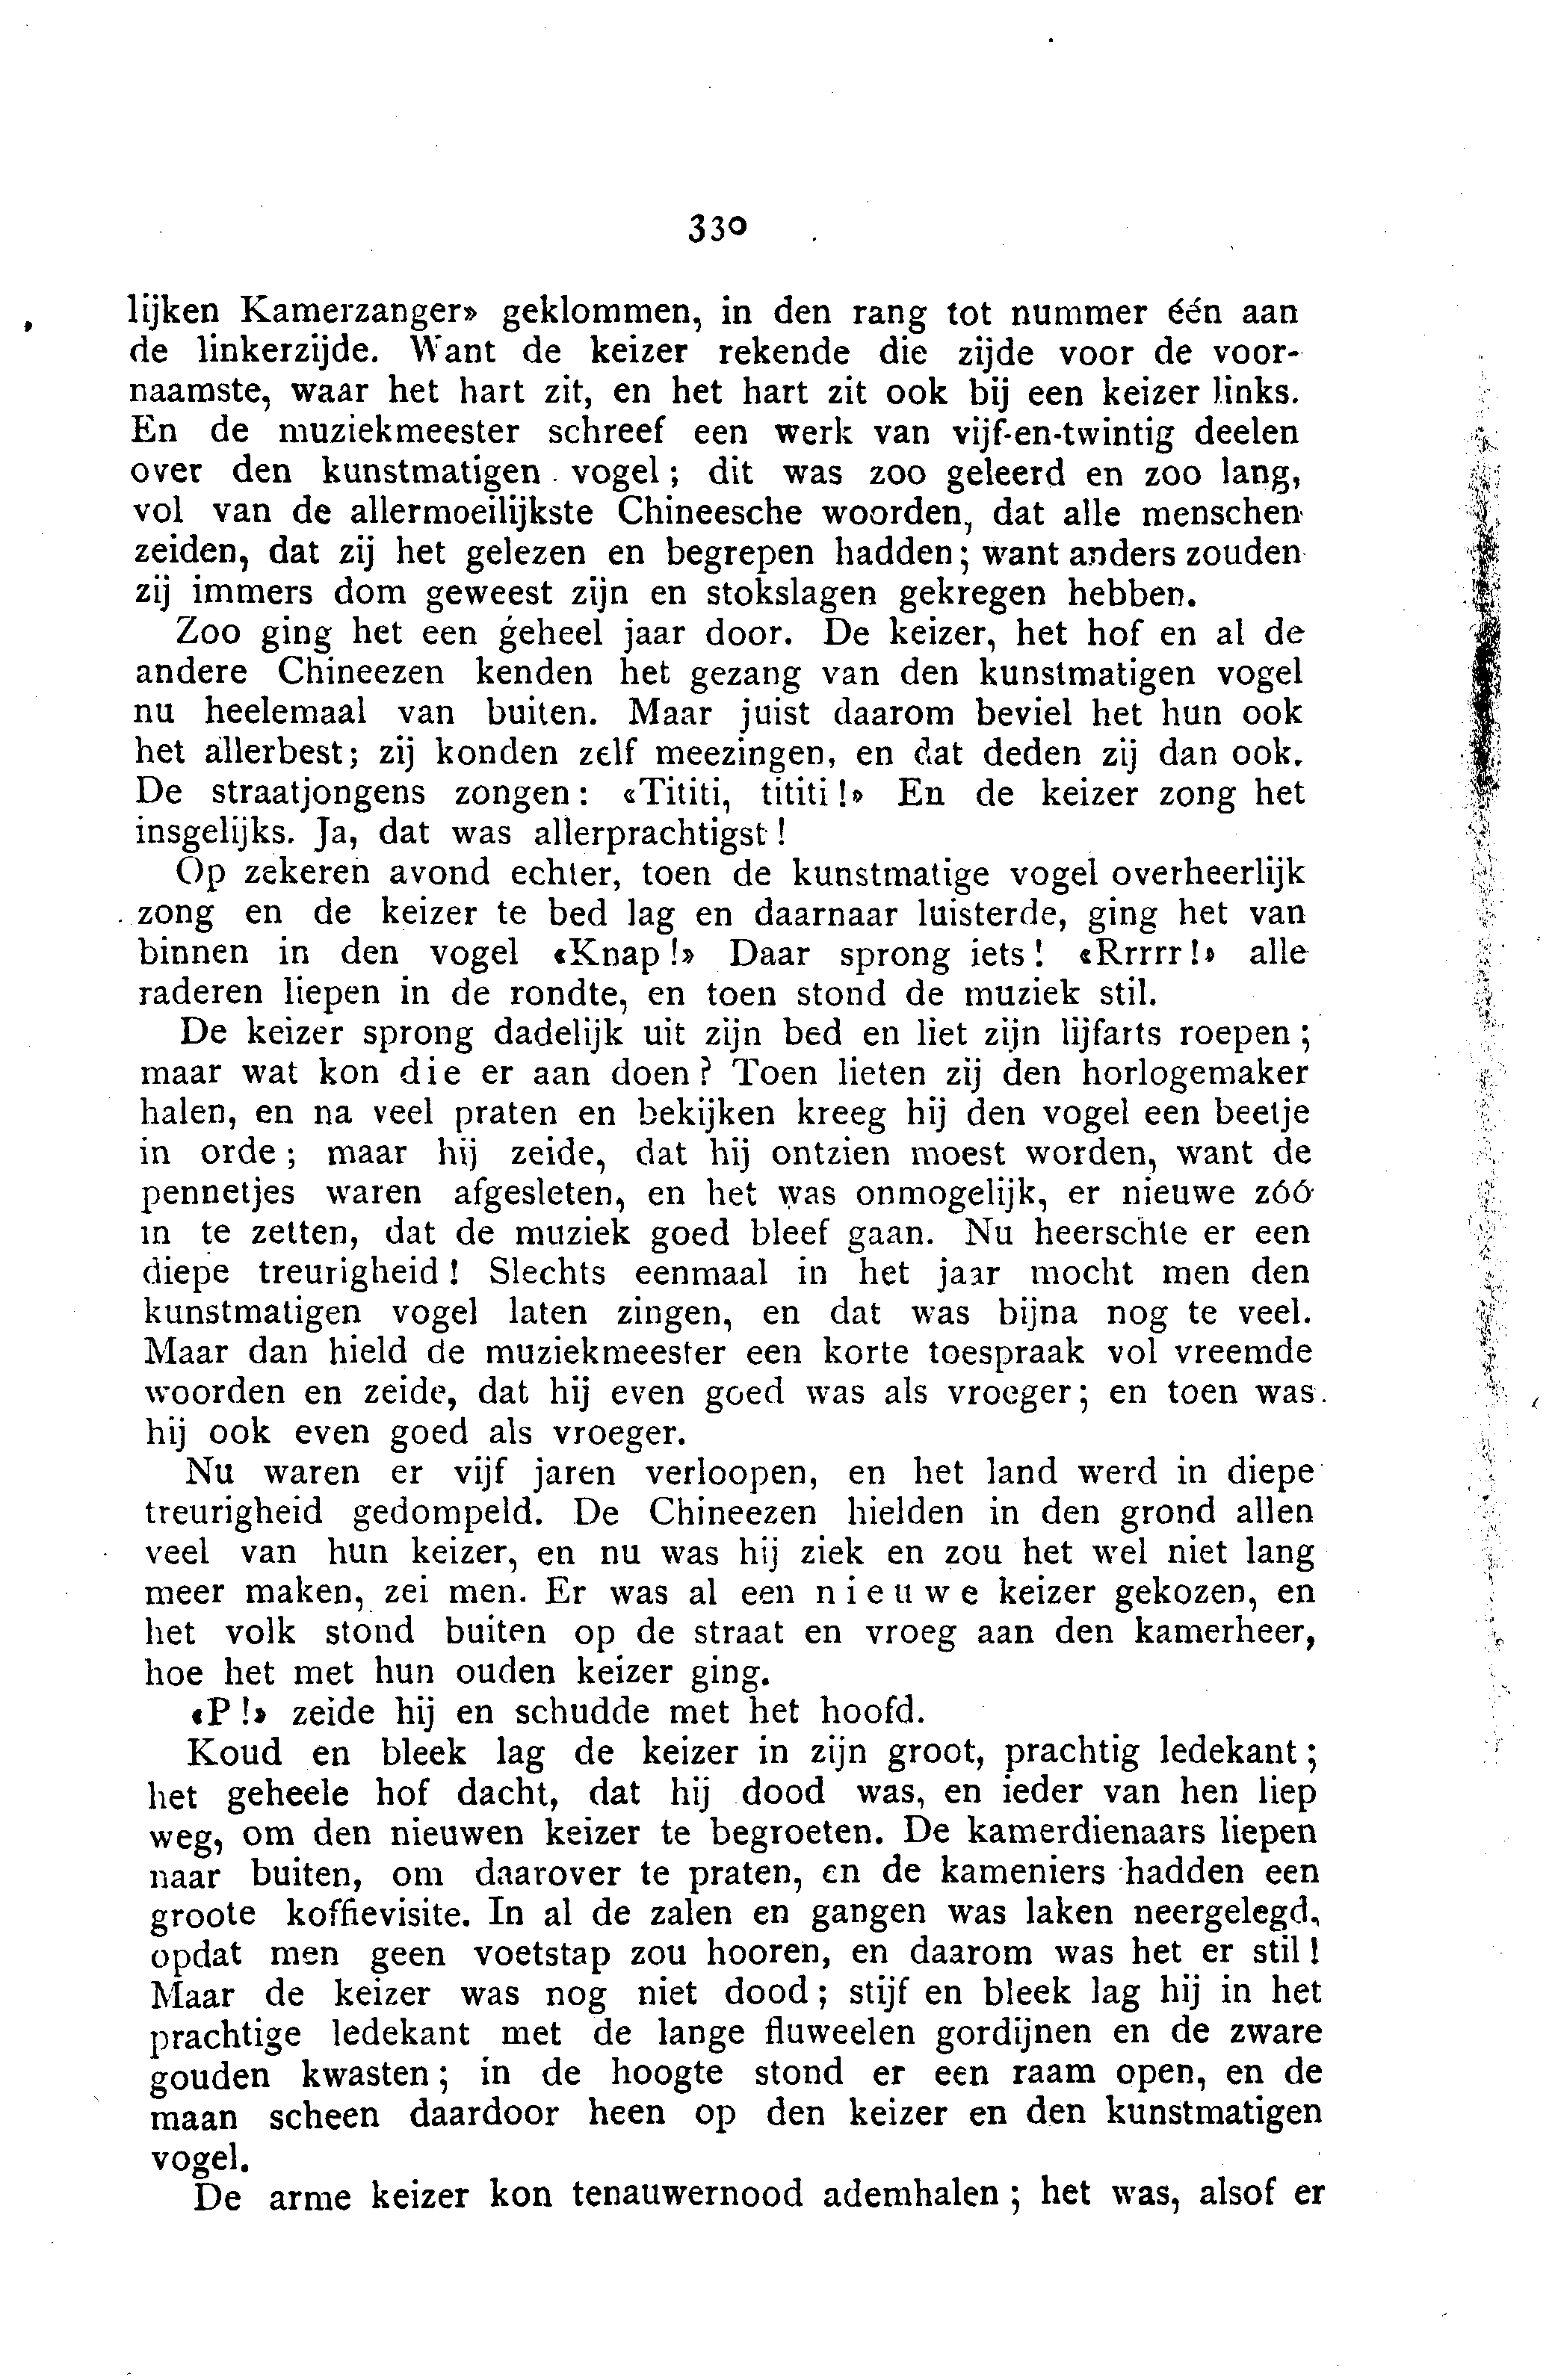 330
lijken Kamerzanger» geklommen, in den rang tot nummer één aan
de linkerzijde. Want de keizer rekende die zijde voor de voor-
naamste, waar het hart zit, en het hart zit ook bij een keizer links.
En de muziekmeester schreef een werk van vijf-en-twintig deelen
over den kunstmatigen vogel; dit was zoo geleerd en zoo lang,
vol van de allermoeilijkste Chineesche woorden, dat alle menschen
zeiden, dat zij het gelezen en begrepen hadden; want anders zouden
zij immers dom geweest zijn en stokslagen gekregen hebben.
Zoo ging het een geheel jaar door. De keizer, het hof en al de
andere Chineezen kenden het gezang van den kunstmatigen vogel
nu heelemaal van buiten. Maar juist daarom beviel het hun ook
het allerbest; zij konden zelf meezingen, en dat deden zij dan ook.
De straatjongens zongen: «Tititi, tititi!» En de keizer zong het
insgelijks. Ja, dat was allerprachtigst!
Op zekeren avond echter, toen de kunstmatige vogel overheerlijk
zong en de keizer te bed lag en daarnaar luisterde, ging het van
binnen in den vogel «Knap!» Daar sprong iets! «Rrrrr!» alle
raderen liepen in de rondte, en toen stond de muziek stil.
De keizer sprong dadelijk uit zijn bed en liet zijn lijfarts roepen;
maar wat kon die er aan doen? Toen lieten zij den horlogemaker
halen, en na veel praten en bekijken kreeg hij den vogel een beetje
in orde; maar hij zeide, dat hij ontzien moest worden, want de
pennetjes waren afgesleten, en het was onmogelijk, er nieuwe zóó
in te zetten, dat de muziek goed bleef gaan. Nu heerschte er een
diepe treurigheid! Slechts eenmaal in het jaar mocht men den
kunstmatigen vogel laten zingen, en dat was bijna nog te veel.
Maar dan hield de muziekmeester een korte toespraak vol vreemde
woorden en zeide, dat hij even goed was als vroeger; en toen was
hij ook even goed als vroeger.
Nu waren er vijf jaren verloopen, en het land werd in diepe
treurigheid gedompeld. De Chineezen hielden in den grond allen
veel van hun keizer, en nu was hij ziek en zou het wel niet lang
meer maken, zei men. Er was al een nieuwe keizer gekozen, en
het volk stond buiten op de straat en vroeg aan den kamerheer,
hoe het met hun ouden keizer ging.
«P!» zeide hij en schudde met het hoofd.
Koud en bleek lag de keizer in zijn groot, prachtig ledekant;
het geheele hof dacht, dat hij dood was, en ieder van hen liep
weg, om den nieuwen keizer te begroeten. De kamerdienaars liepen
naar buiten, om daarover te praten, en de kameniers hadden een
groote koffievisite. In al de zalen en gangen was laken neergelegd,
opdat men geen voetstap zou hooren, en daarom was het er stil!
Maar de keizer was nog niet dood; stijf en bleek lag hij in het
prachtige ledekant met de lange fluweelen gordijnen en de zware
gouden kwasten; in de hoogte stond er een raam open, en de
maan scheen daardoor heen op den keizer en den kunstmatigen
vogel.
De arme keizer kon tenauwernood ademhalen; het was, alsof er